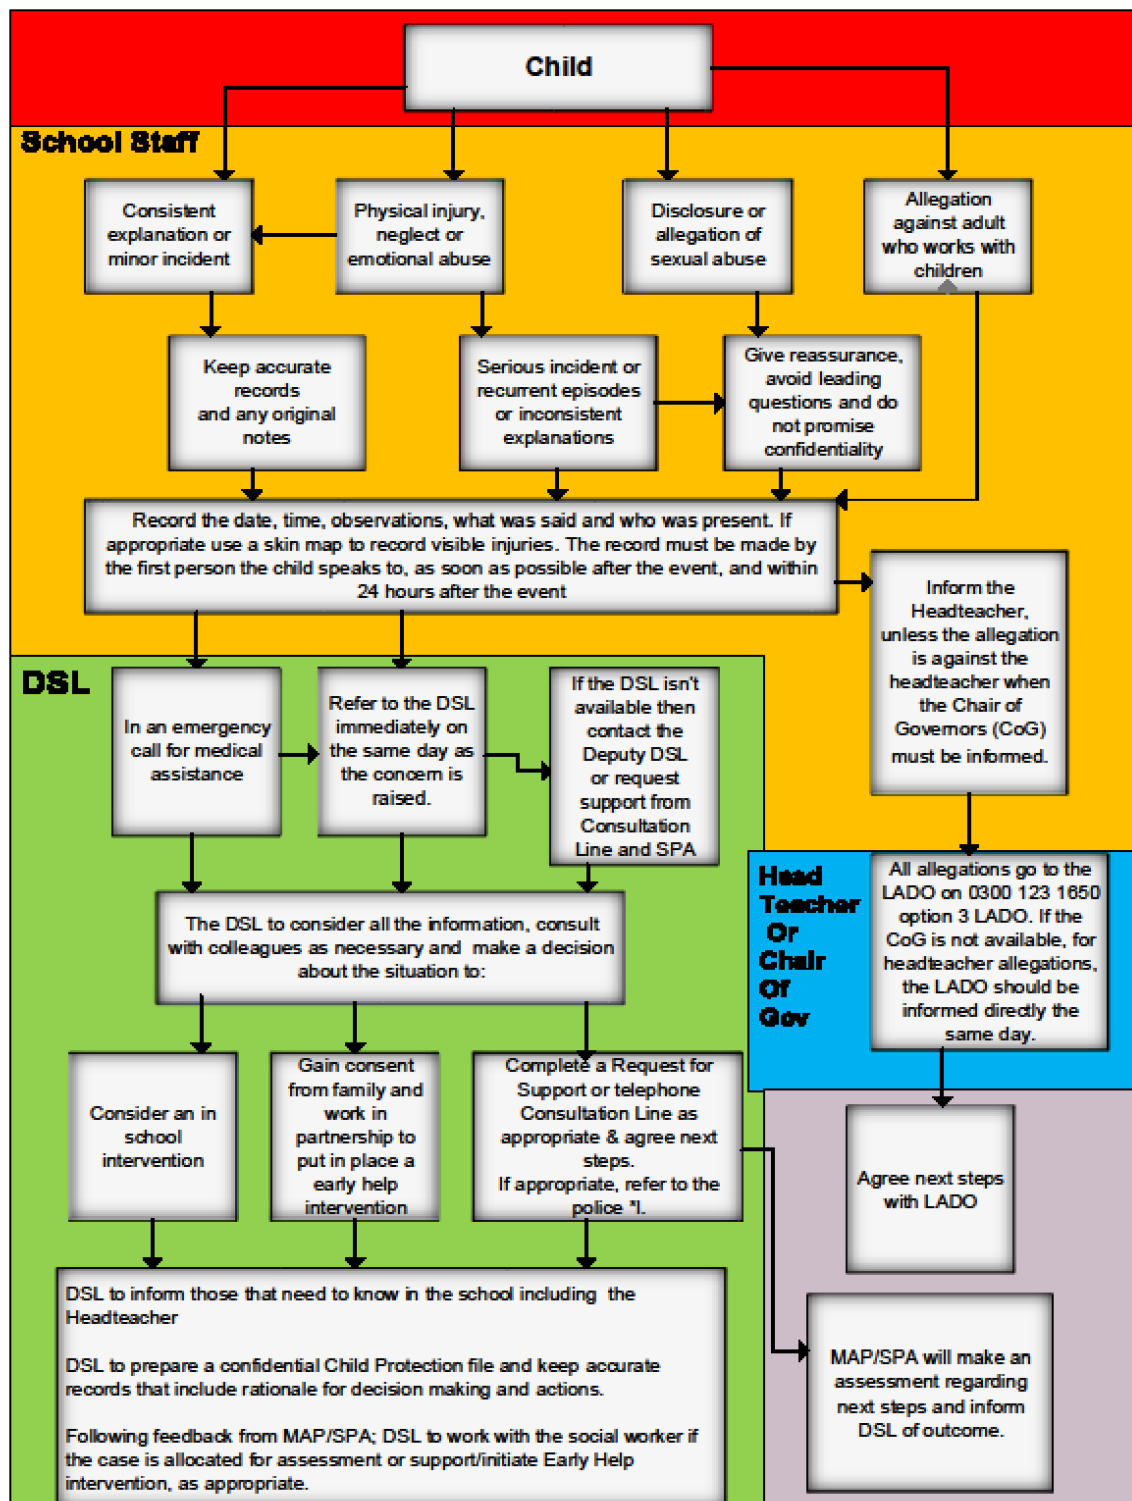 Child
School Staff
Consistent
explanation or
minor incident
Physical injury,
neglect or
emotional abuse
Disclosure or
allegation of
sexual abuse
Allegation
against adult
who works with
children
Keep accurate
records
and any original
notes
Serious incident or
recurrent episodes
or inconsistent
explanations
Give reassurance,
avoid leading
questions and do
not promise
confidentiality
Record the date, time, observations, what was said and who was present. If
appropriate use a skin map to record visible injuries. The record must be made by
the first person the child speaks to, as soon as possible after the event, and within
24 hours after the event
Inform the
Headteacher,
unless the allegation
is against the
headteacher when
the Chair of
Governors (CoG)
must be informed.
DSL
In an emergency
call for medical
assistance
Refer to the DSL
immediately on
the same day as
the concern is
raised.
If the DSL isn't
available then
contact the
Deputy DSL
or request
support from
Consultation
Line and SPA
Head
Teacher
Or
Chair
Of
Gov
All allegations go to the
LADO on 0300 123 1650
option 3 LADO. If the
CoG is not available, for
headteacher allegations,
the LADO should be
informed directly the
same day.
The DSL to consider all the information, consult
with colleagues as necessary and make a decision
about the situation to:
Consider an in
school
intervention
Gain consent
from family and
work in
partnership to
put in place a
early help
intervention
Complete a Request for
Support or telephone
Consultation Line as
appropriate & agree next
steps.
If appropriate, refer to the
police *I.
Agree next steps
with LADO
DSL to inform those that need to know in the school including the
Headteacher
DSL to prepare a confidential Child Protection file and keep accurate
records that include rationale for decision making and actions.
Following feedback from MAP/SPA; DSL to work with the social worker if
the case is allocated for assessment or support/initiate Early Help
intervention, as appropriate.
MAP/SPA will make an
assessment regarding
next steps and inform
DSL of outcome.